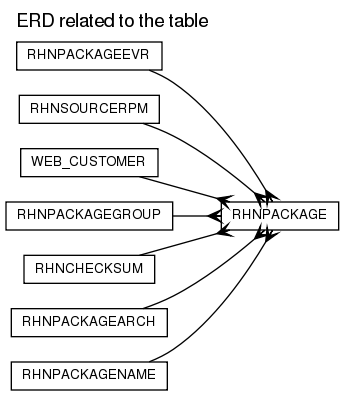 ERD related to the table
RHNPACKAGEEVR
RHNSOURCERPM
WEB_CUSTOMER
RHNPACKAGEGROUP
RHNPACKAGE
RHNCHECKSUM
RHNPACKAGEARCH
RHNPACKAGENAME